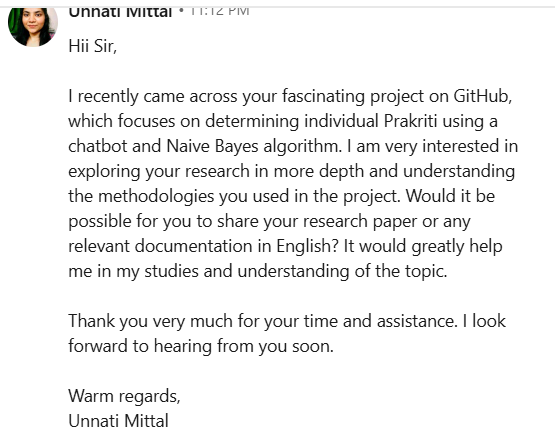 Unnati Mittal • 11:12 PM
Hii Sir,
I recently came across your fascinating project on GitHub,
which focuses on determining individual Prakriti using a
chatbot and Naive Bayes algorithm. I am very interested in
exploring your research in more depth and understanding
the methodologies you used in the project. Would it be
possible for you to share your research paper or any
relevant documentation in English? It would greatly help
me in my studies and understanding of the topic.
Thank you very much for your time and assistance. I look
forward to hearing from you soon.
Warm regards,
Unnati Mittal